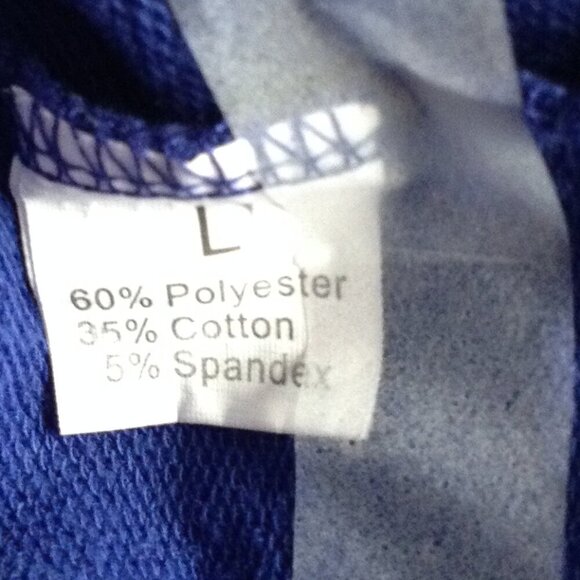 L
60% Polyester
35% Cotton
5% Spandex